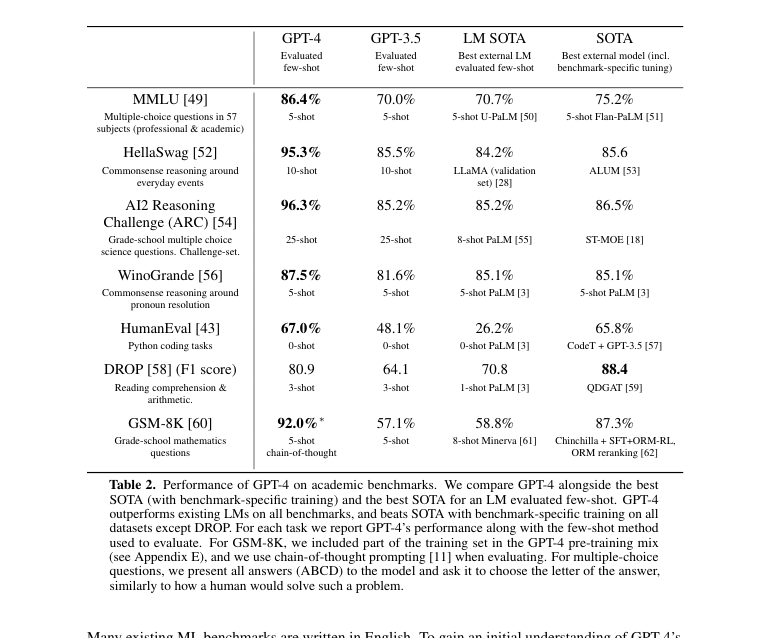 GPT-4 GPT-3.5 LM SOTA SOTA
Evaluated Evaluated Best external LM Best external model (incl.
few-shot few-shot evaluated few-shot benchmark-specific tuning)
MMLU [49] 86.4% 70.0% 70.7% 75.2%
Multiple-choice questions in 57 5-shot 5-shot 5-shot U-PaLM [50] 5-shot Flan-PaLM [51]
subjects (professional & academic)
HellaSwag [52] 95.3% 85.5% 84.2% 85.6
Commonsense reasoning around 10-shot 10-shot LLaMA (validation ALUM [53]
everyday events set) [28]
AI2 Reasoning 96.3% 85.2% 85.2% 86.5%
Challenge (ARC) [54]
Grade-school multiple choice 25-shot 25-shot 8-shot PaLM [55] ST-MOE [18]
science questions. Challenge-set.
WinoGrande [56] 87.5% 81.6% 85.1% 85.1%
Commonsense reasoning around 5-shot 5-shot 5-shot PaLM [3] 5-shot PaLM [3]
pronoun resolution
HumanEval [43] 67.0% 48.1% 26.2% 65.8%
Python coding tasks 0-shot 0-shot 0-shot PaLM [3] CodeT + GPT-3.5 [57]
DROP [58] (F1 score) 80.9 64.1 70.8 88.4
Reading comprehension & 3-shot 3-shot 1-shot PaLM [3] QDGAT [59]
arithmetic.
GSM-8K [60] 92.0%* 57.1% 58.8% 87.3%
Grade-school mathematics 5-shot 5-shot 8-shot Minerva [61] Chinchilla + SFT+ORM-RL,
questions chain-of-thought ORM reranking [62]
Table 2. Performance of GPT-4 on academic benchmarks. We compare GPT-4 alongside the best
SOTA (with benchmark-specific training) and the best SOTA for an LM evaluated few-shot. GPT-4
outperforms existing LMs on all benchmarks, and beats SOTA with benchmark-specific training on all
datasets except DROP. For each task we report GPT-4's performance along with the few-shot method
used to evaluate. For GSM-8K, we included part of the training set in the GPT-4 pre-training mix
(see Appendix E), and we use chain-of-thought prompting [11] when evaluating. For multiple-choice
questions, we present all answers (ABCD) to the model and ask it to choose the letter of the answer,
similarly to how a human would solve such a problem.
Many existing ML benchmarks are written in English. To gain an initial understanding of GPT-4's